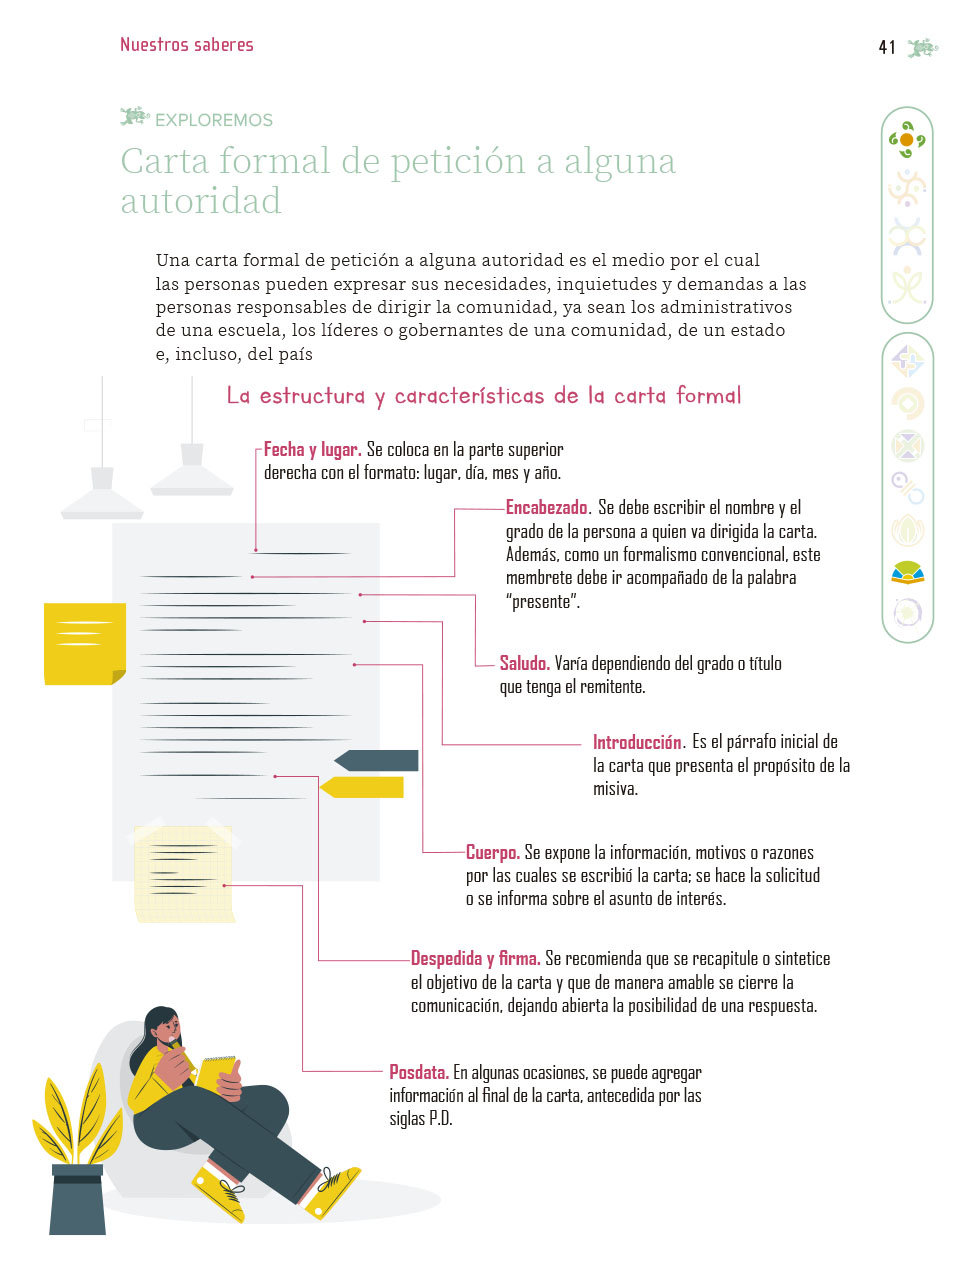 Nuestros saberes
41
EXPLOREMOS
Carta formal de petición a alguna
autoridad
Una carta formal de petición a alguna autoridad es el medio por el cual
las personas pueden expresar sus necesidades, inquietudes y demandas a las
personas responsables de dirigir la comunidad, ya sean los administrativos
de una escuela, los líderes o gobernantes de una comunidad, de un estado
e, incluso, del país
La estructura y características de la carta formal
Fecha y lugar. Se coloca en la parte superior
derecha con el formato: lugar, día, mes y año.
Encabezado. Se debe escribir el nombre y el
grado de la persona a quien va dirigida la carta.
Además, como un formalismo convencional, este
membrete debe ir acompañado de la palabra
“presente”.
Saludo. Varía dependiendo del grado o título
que tenga el remitente.
Introducción. Es el párrafo inicial de
la carta que presenta el propósito de la
misiva.
Cuerpo. Se expone la información, motivos o razones
por las cuales se escribió la carta; se hace la solicitud
o se informa sobre el asunto de interés.
Despedida y firma. Se recomienda que se recapitule o sintetice
el objetivo de la carta y que de manera amable se cierre la
comunicación, dejando abierta la posibilidad de una respuesta.
Posdata. En algunas ocasiones, se puede agregar
información al final de la carta, antecedida por las
siglas P.D.